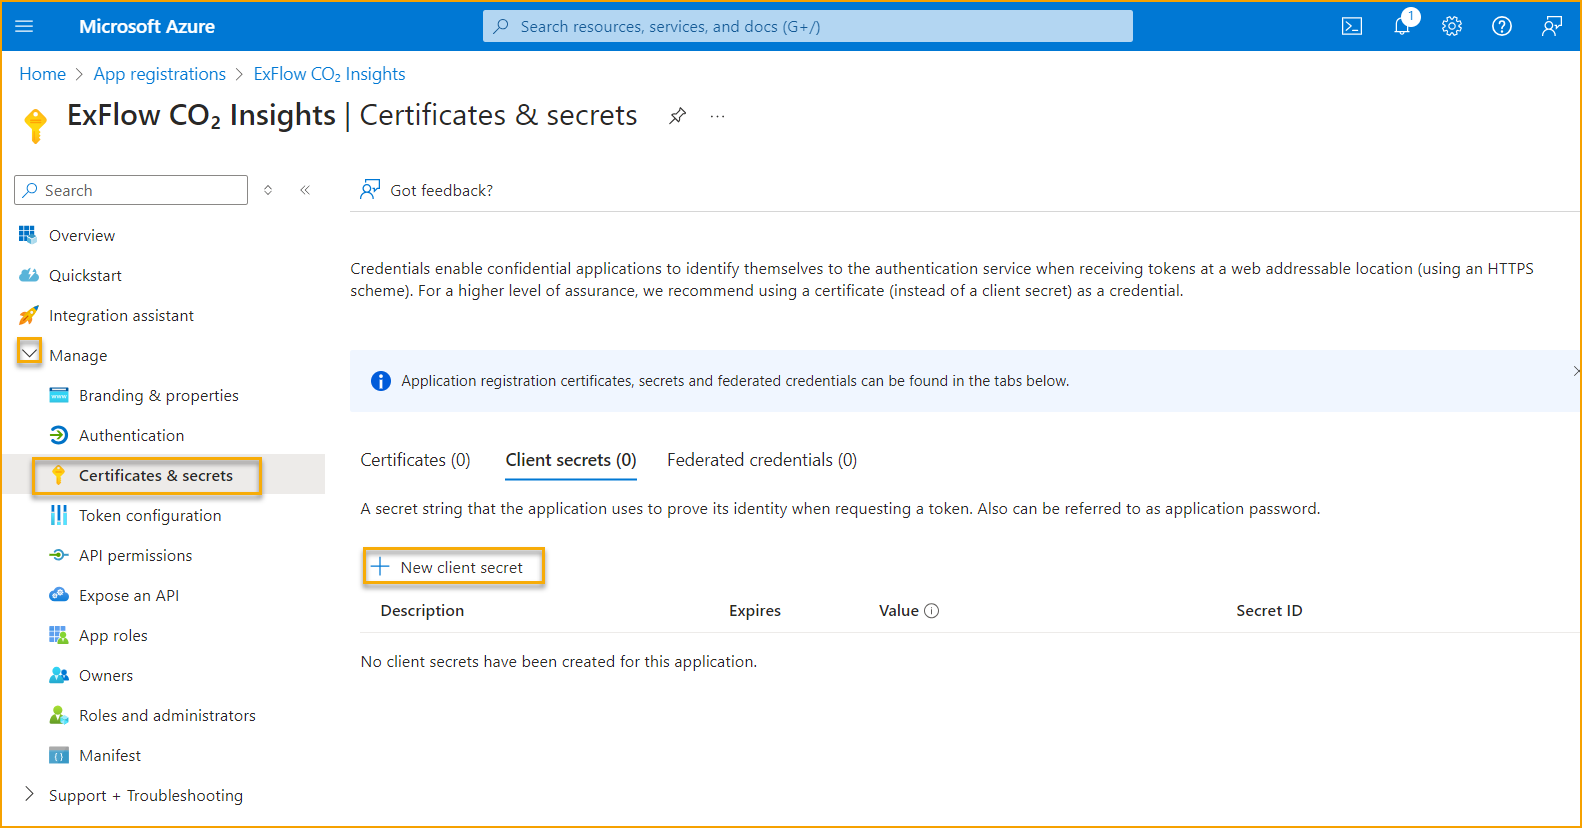 Microsoft Azure
Search resources, services, and docs (G+/)
1
Home > App registrations > ExFlow CO₂ Insights
ExFlow CO₂ Insights | Certificates & secrets
Search
Got feedback?
Overview
Quickstart
Integration assistant
Manage
Branding & properties
Authentication
Certificates & secrets
Token configuration
API permissions
Expose an API
App roles
Owners
Roles and administrators
Manifest
Support + Troubleshooting
Credentials enable confidential applications to identify themselves to the authentication service when receiving tokens at a web addressable location (using an HTTPS
scheme). For a higher level of assurance, we recommend using a certificate (instead of a client secret) as a credential.
Application registration certificates, secrets and federated credentials can be found in the tabs below.
Certificates (0) Client secrets (0) Federated credentials (0)
A secret string that the application uses to prove its identity when requesting a token. Also can be referred to as application password.
New client secret
Description Expires Value Secret ID
No client secrets have been created for this application.